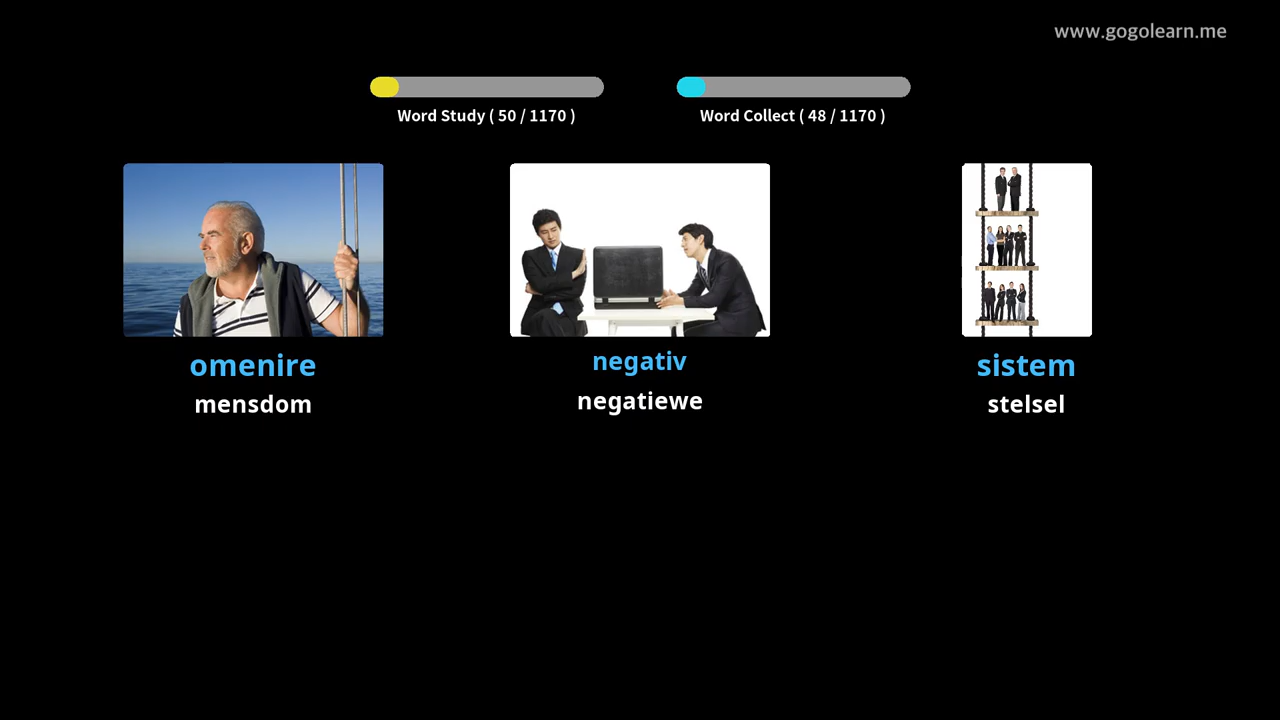 www.gogolearn.me
Word Study ( 50 / 1170 )
Word Collect ( 48 / 1170 )
omenire
mensdom
negativ
negatiewe
sistem
stelsel